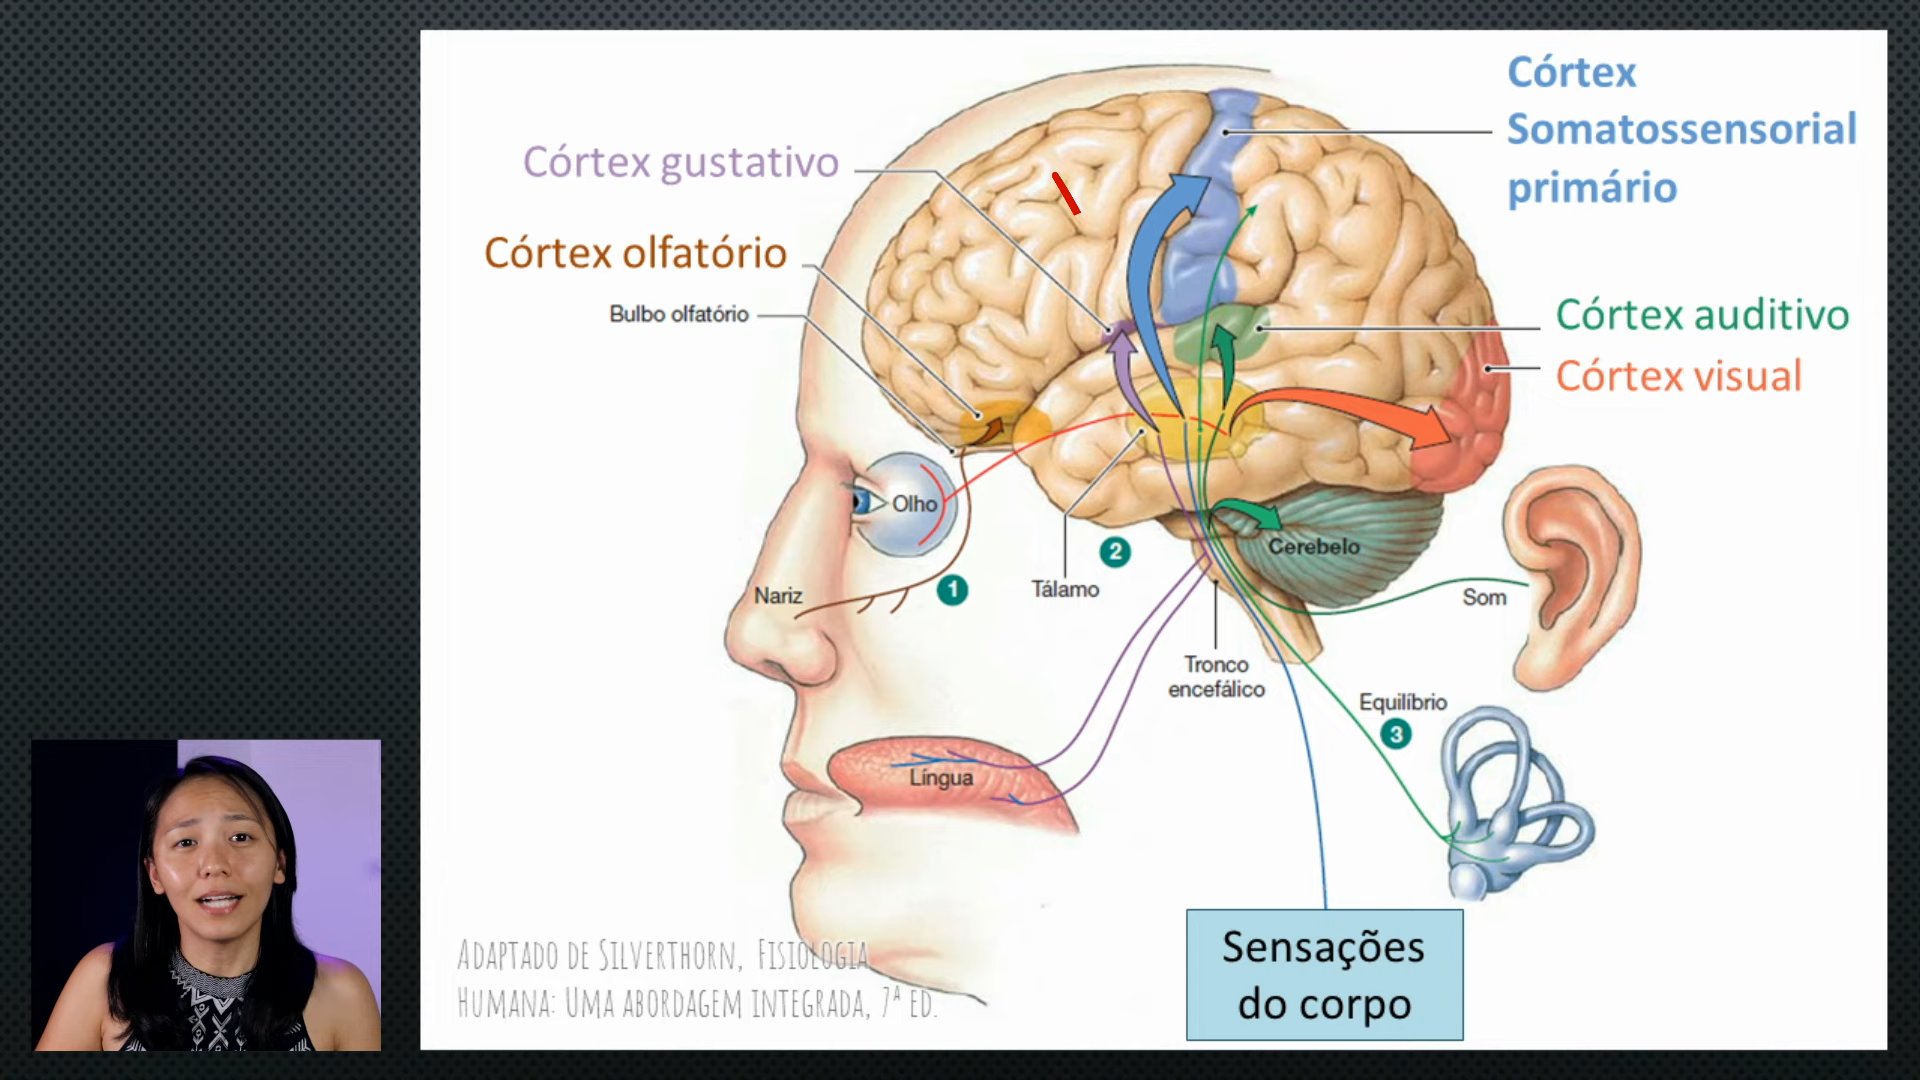 Córtex
Somatossensorial
primário
Córtex gustativo
Córtex olfatório
Bulbo olfatório
Córtex auditivo
Córtex visual
Olho
Cerebelo
2
1
Tálamo
Nariz
Som
Tronco
encefálico
Equilíbrio
3
Língua
Sensações
do corpo
Adaptado de Silverthorn, Fisiologia
Humana: Uma abordagem integrada, 7ª ed.